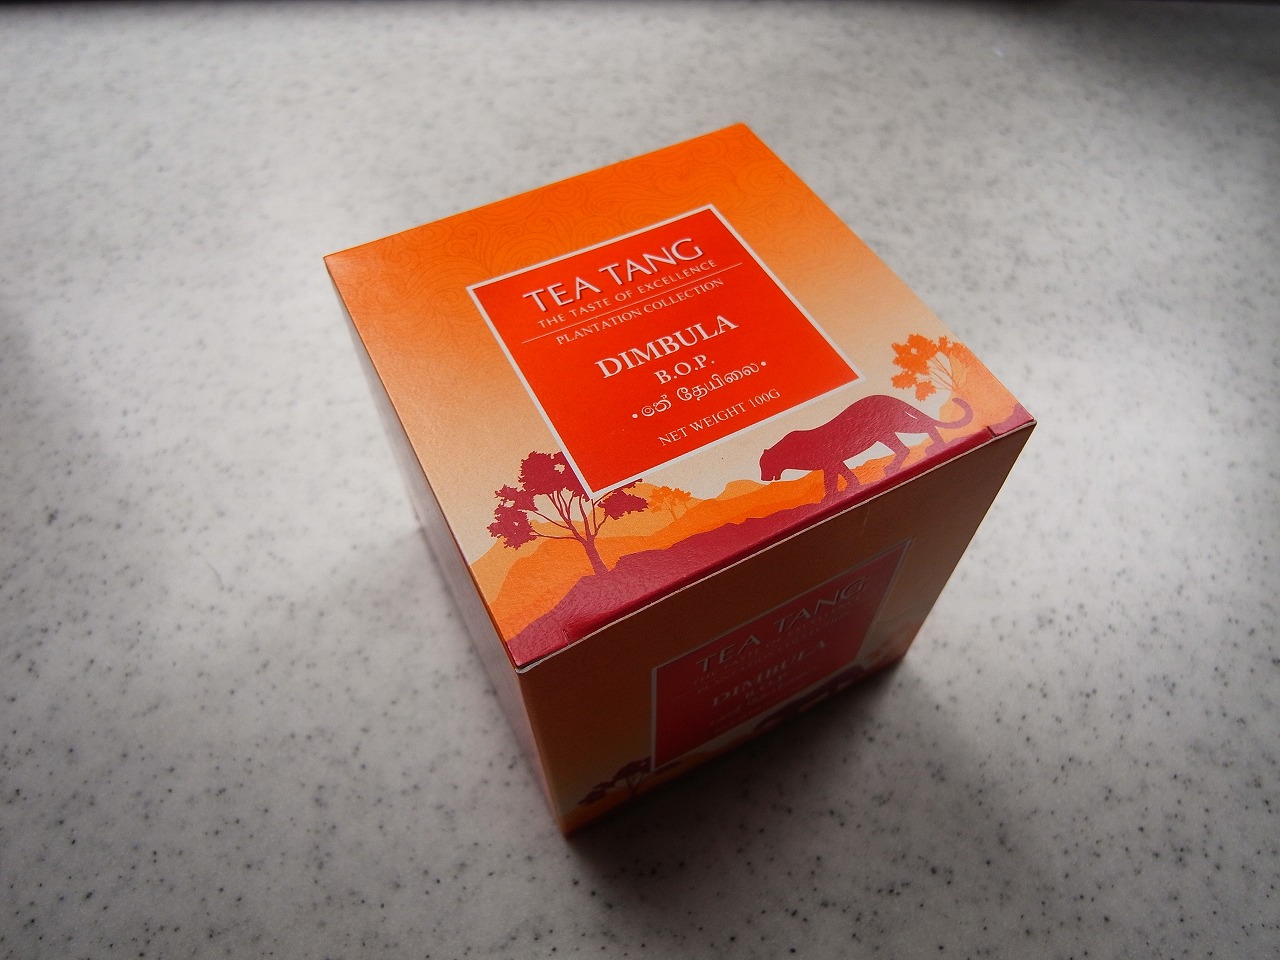 TEA TANG
THE TASTE OF EXCELLENCE
PLANTATION COLLECTION
DIMBULA
B.O.P.
•තේ தேயிலை•
NET WEIGHT 100G
TEA TANG
DIMBULA
B.O.P.